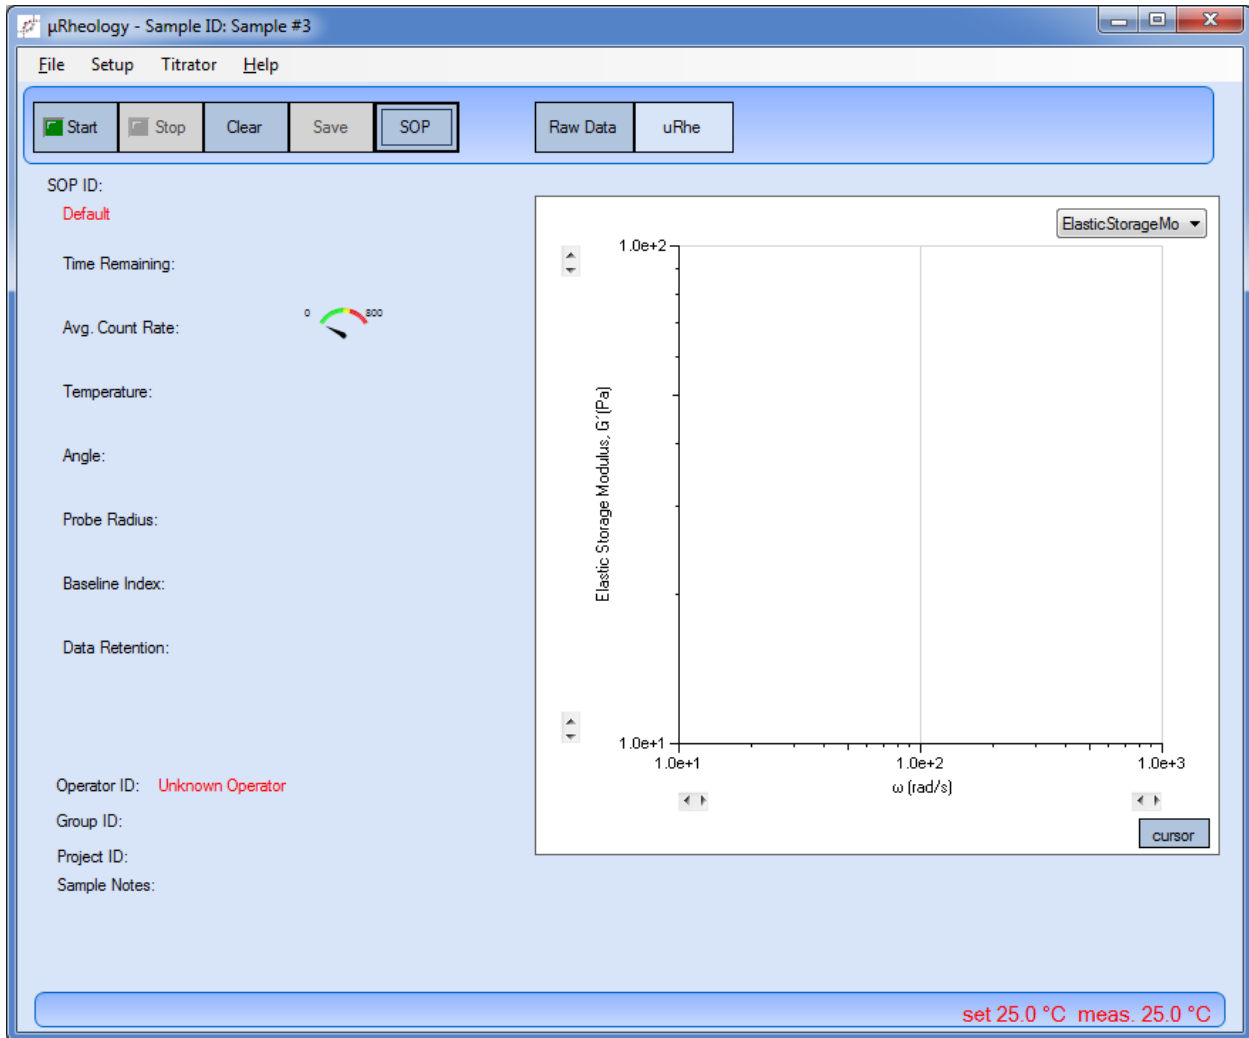 µRheology - Sample ID: Sample #3
File Setup Titrator Help
Start Stop Clear Save SOP Raw Data uRhe
SOP ID:
Default
Time Remaining:
Avg. Count Rate:
0 800
Temperature:
Angle:
Probe Radius:
Baseline Index:
Data Retention:
Operator ID: Unknown Operator
Group ID:
Project ID:
Sample Notes:
ElasticStorageMo
1.0e+2
Elastic Storage Modulus, G´(Pa)
1.0e+1
1.0e+1 1.0e+2 1.0e+3
ω (rad/s)
cursor
set 25.0 °C meas. 25.0 °C